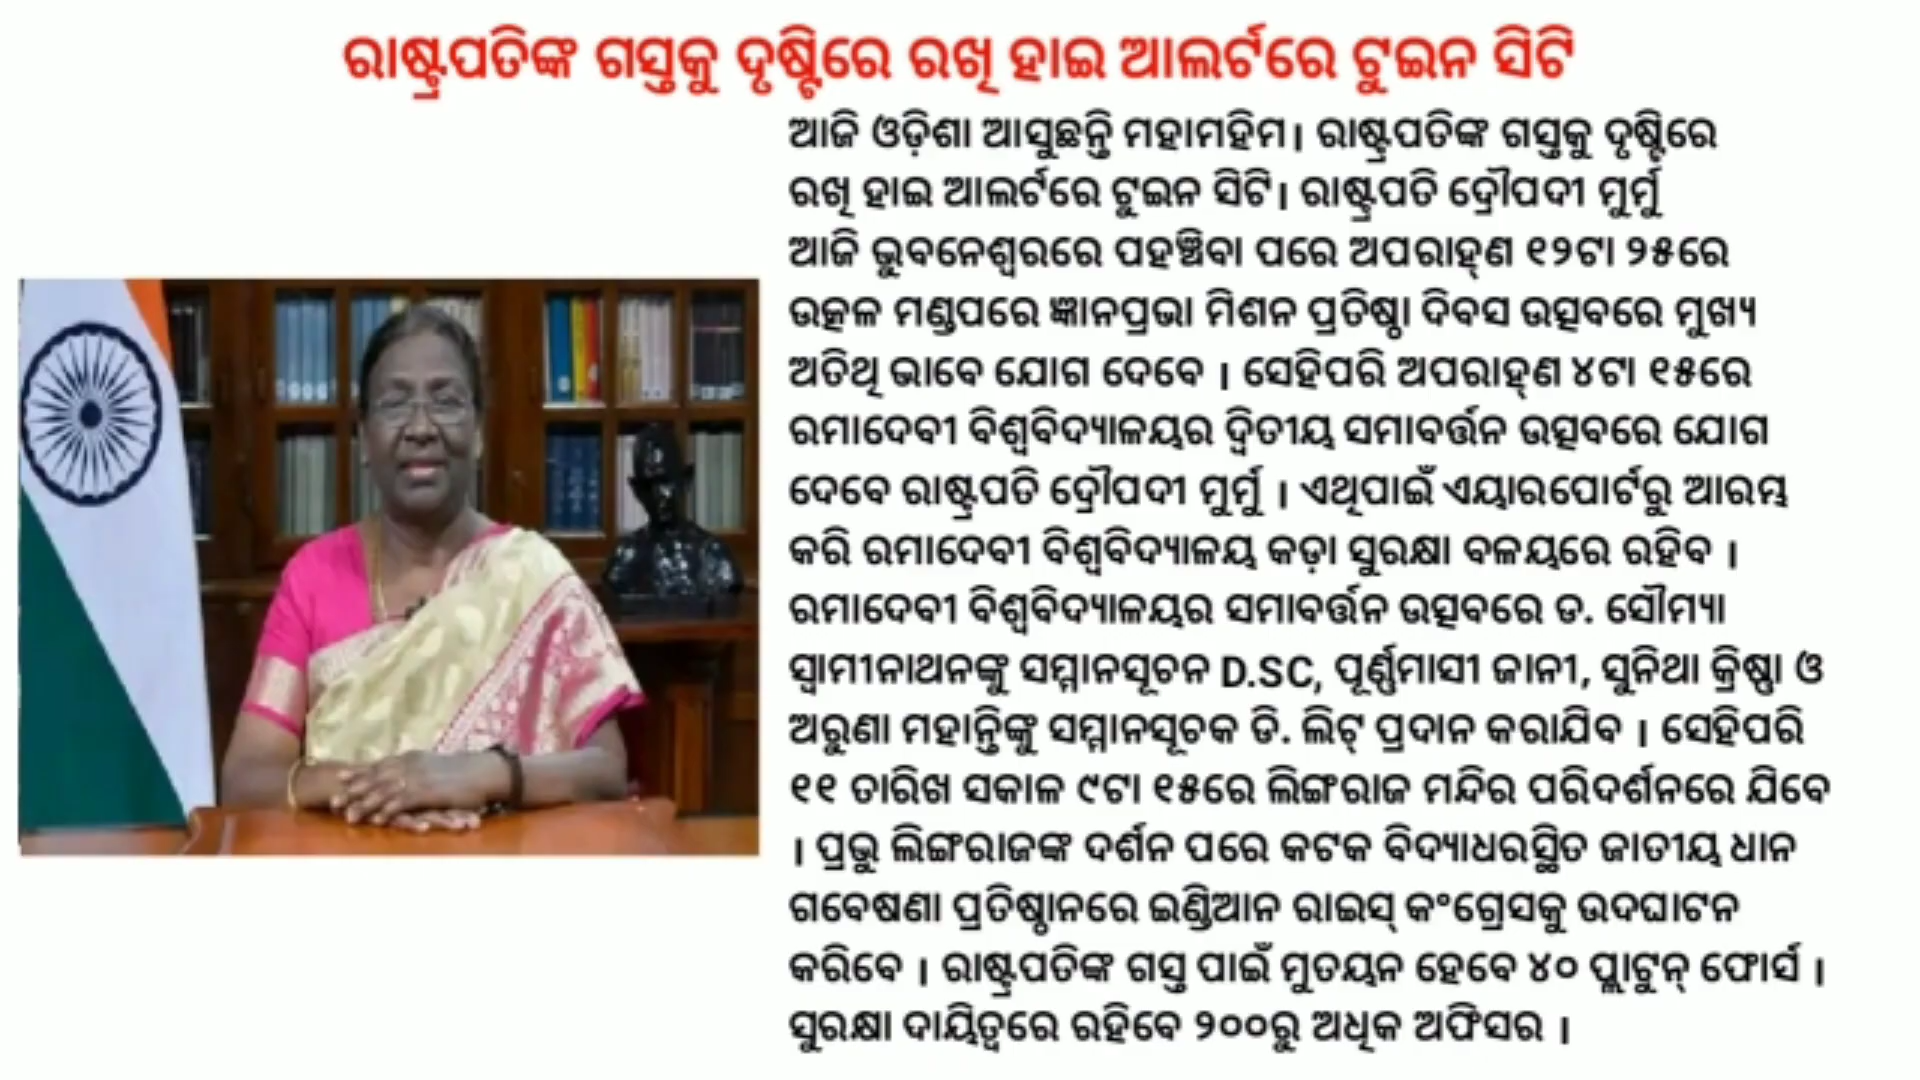 ରାଷ୍ଟ୍ରପତିଙ୍କ ଗସ୍ତକୁ ଦୃଷ୍ଟିରେ ରଖି ହାଇ ଆଲର୍ଟରେ ଟୁଇନ ସିଟି
ଆଜି ଓଡ଼ିଶା ଆସୁଛନ୍ତି ମହାମହିମ। ରାଷ୍ଟ୍ରପତିଙ୍କ ଗସ୍ତକୁ ଦୃଷ୍ଟିରେ
ରଖି ହାଇ ଆଲର୍ଟରେ ଟୁଇନ ସିଟି। ରାଷ୍ଟ୍ରପତି ଦ୍ରୌପଦୀ ମୁର୍ମୁ
ଆଜି ଭୁବନେଶ୍ୱରରେ ପହଞ୍ଚିବା ପରେ ଅପରାହ୍‌ଣ ୧୨ଟା ୨୫ରେ
ଉତ୍କଳ ମଣ୍ଡପରେ ଜ୍ଞାନପ୍ରଭା ମିଶନ ପ୍ରତିଷ୍ଠା ଦିବସ ଉତ୍ସବରେ ମୁଖ୍ୟ
ଅତିଥି ଭାବେ ଯୋଗ ଦେବେ । ସେହିପରି ଅପରାହ୍‌ଣ ୪ଟା ୧୫ରେ
ରମାଦେବୀ ବିଶ୍ୱବିଦ୍ୟାଳୟର ଦ୍ୱିତୀୟ ସମାବର୍ତ୍ତନ ଉତ୍ସବରେ ଯୋଗ
ଦେବେ ରାଷ୍ଟ୍ରପତି ଦ୍ରୌପଦୀ ମୁର୍ମୁ । ଏଥିପାଇଁ ଏୟାରପୋର୍ଟରୁ ଆରମ୍ଭ
କରି ରମାଦେବୀ ବିଶ୍ୱବିଦ୍ୟାଳୟ କଡ଼ା ସୁରକ୍ଷା ବଳୟରେ ରହିବ ।
ରମାଦେବୀ ବିଶ୍ୱବିଦ୍ୟାଳୟର ସମାବର୍ତ୍ତନ ଉତ୍ସବରେ ଡ. ସୌମ୍ୟା
ସ୍ୱାମୀନାଥନଙ୍କୁ ସମ୍ମାନସୂଚନ D.SC, ପୂର୍ଣ୍ଣମାସୀ ଜାନୀ, ସୁନିଥା କ୍ରିଷ୍ଣା ଓ
ଅରୁଣା ମହାନ୍ତିଙ୍କୁ ସମ୍ମାନସୂଚକ ଡି. ଲିଟ୍ ପ୍ରଦାନ କରାଯିବ । ସେହିପରି
୧୧ ତାରିଖ ସକାଳ ୯ଟା ୧୫ରେ ଲିଙ୍ଗରାଜ ମନ୍ଦିର ପରିଦର୍ଶନରେ ଯିବେ
। ପ୍ରଭୁ ଲିଙ୍ଗରାଜଙ୍କ ଦର୍ଶନ ପରେ କଟକ ବିଦ୍ୟାଧରସ୍ଥିତ ଜାତୀୟ ଧାନ
ଗବେଷଣା ପ୍ରତିଷ୍ଠାନରେ ଇଣ୍ଡିଆନ ରାଇସ୍ କଂଗ୍ରେସକୁ ଉଦଘାଟନ
କରିବେ । ରାଷ୍ଟ୍ରପତିଙ୍କ ଗସ୍ତ ପାଇଁ ମୁତୟନ ହେବେ ୪୦ ପ୍ଲାଟୁନ୍ ଫୋର୍ସ ।
ସୁରକ୍ଷା ଦାୟିତ୍ୱରେ ରହିବେ ୨୦୦ରୁ ଅଧିକ ଅଫିସର ।